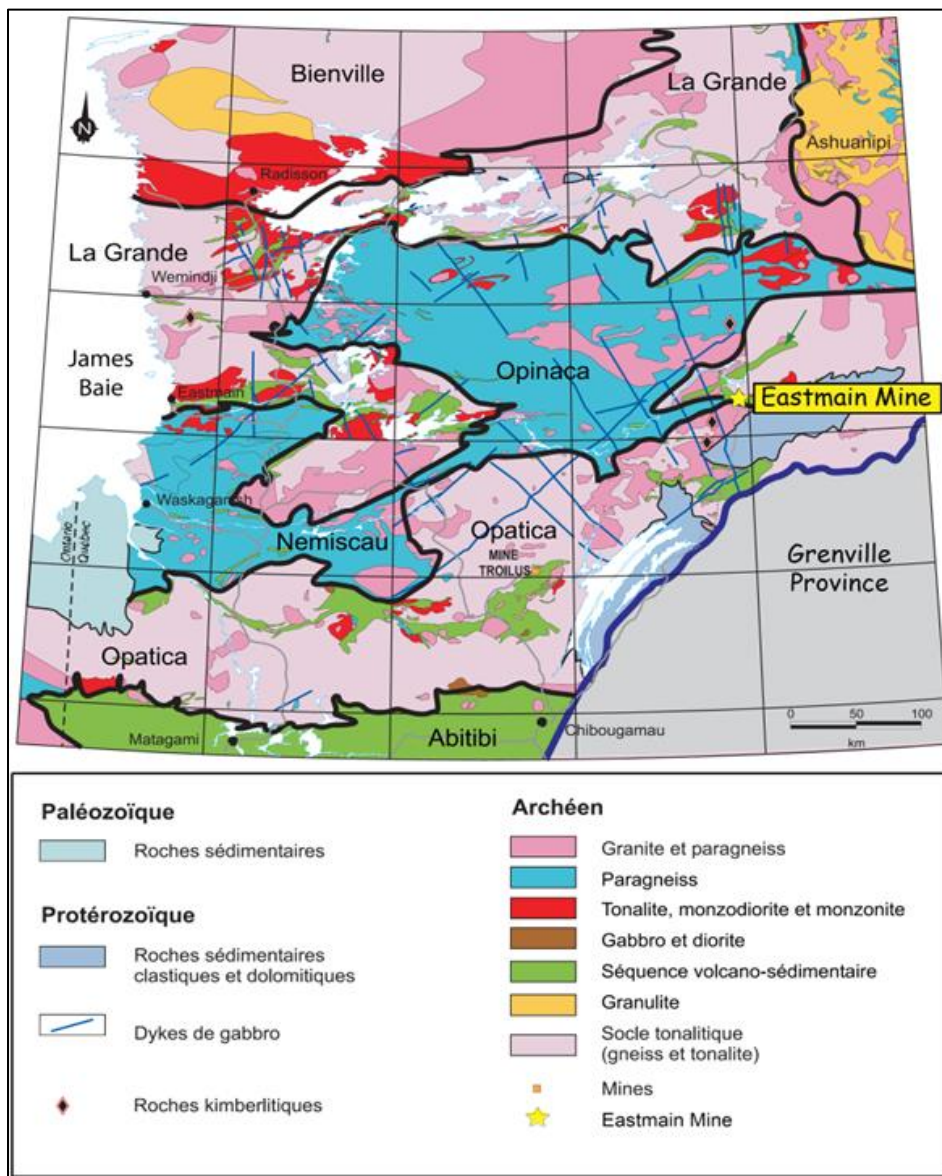 Bienville
La Grande
N
Ashuanipi
Radisson
La Grande
Wemindji
James
Baie
Opinaca
Eastmain
Eastmain Mine
Waskaganish
Ontario
Québec
Nemiscau
Opatica
MINE
TROILUS
Grenville
Province
Opatica
0 50 100
km
Matagami
Abitibi
Chibougamau
Paléozoïque
Roches sédimentaires
Protérozoïque
Roches sédimentaires
clastiques et dolomitiques
Dykes de gabbro
Roches kimberlitiques
Archéen
Granite et paragneiss
Paragneiss
Tonalite, monzodiorite et monzonite
Gabbro et diorite
Séquence volcano-sédimentaire
Granulite
Socle tonalitique
(gneiss et tonalite)
Mines
Eastmain Mine